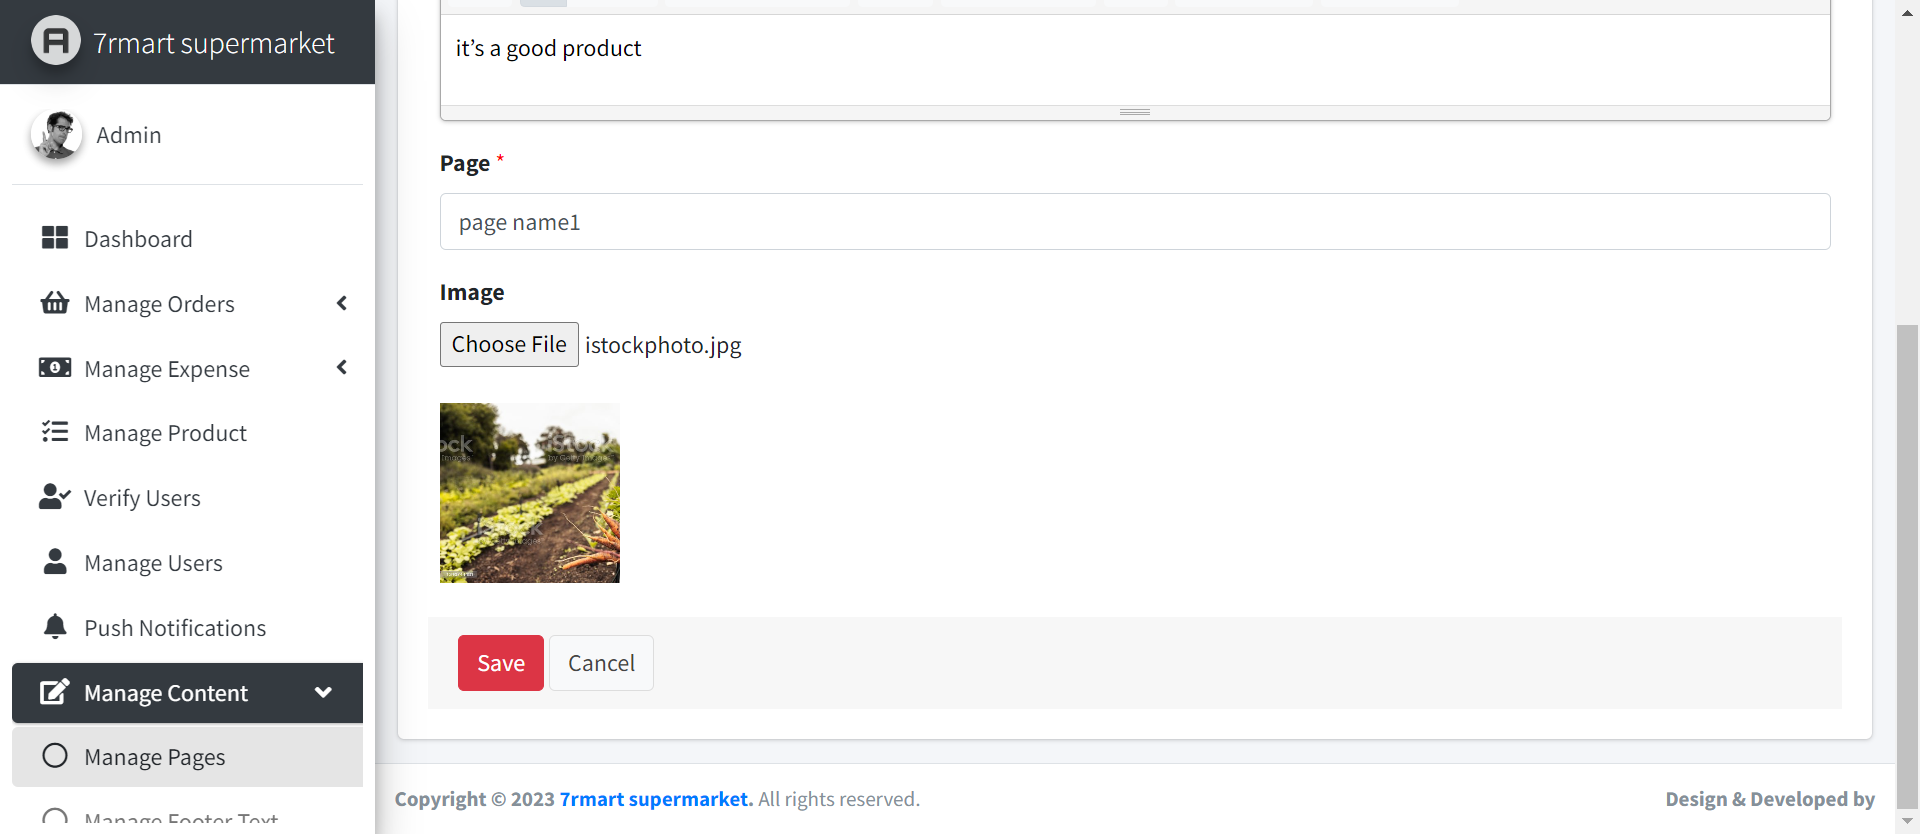 7rmart supermarket
Admin
Dashboard
Manage Orders
Manage Expense
Manage Product
Verify Users
Manage Users
Push Notifications
Manage Content
Manage Pages
Manage Footer Text
it’s a good product
Page *
page name1
Image
Choose File istockphoto.jpg
Save Cancel
Copyright © 2023 7rmart supermarket. All rights reserved.
Design & Developed by